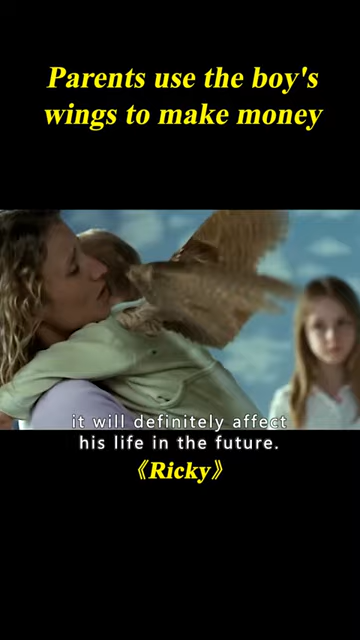 Parents use the boy's
wings to make money
it will definitely affect
his life in the future.
《Ricky》